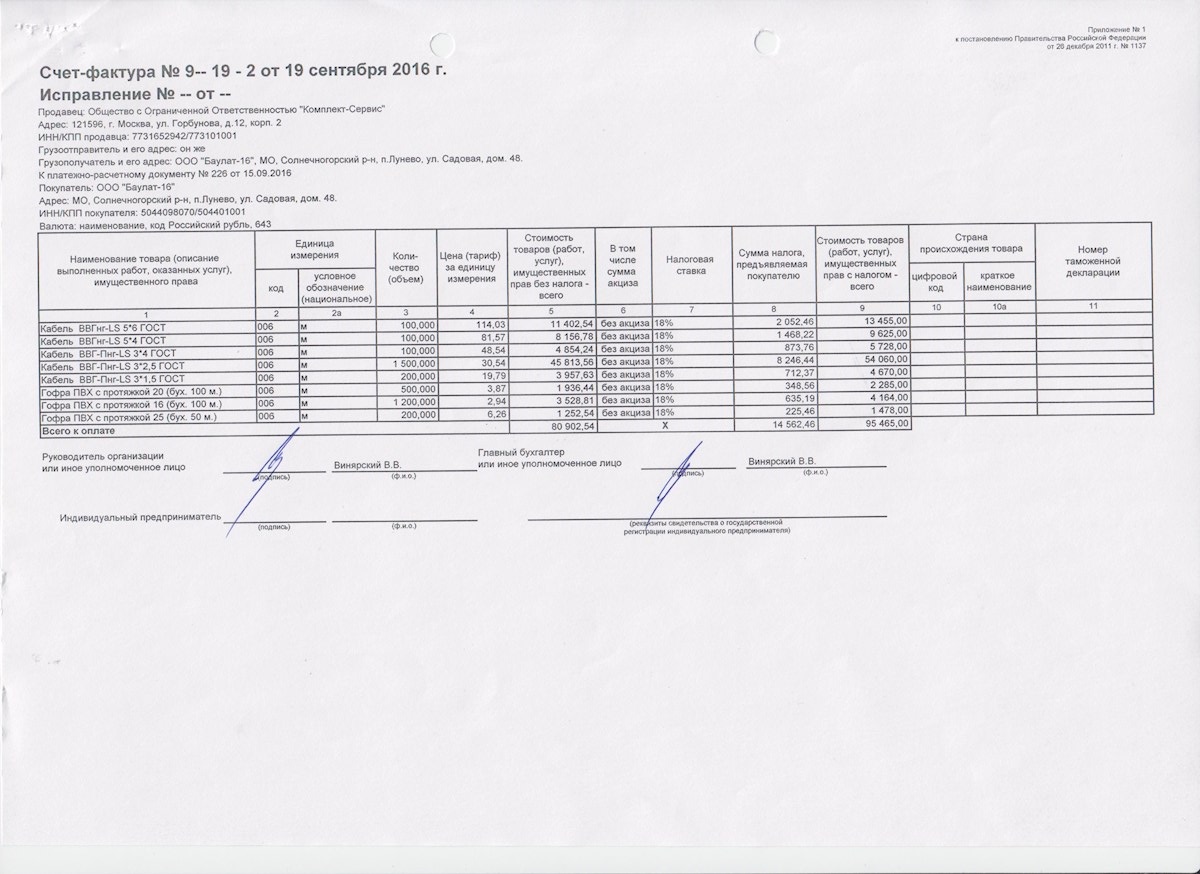 Приложение № 1
к постановлению Правительства Российской Федерации
от 26 декабря 2011 г. № 1137
Счет-фактура № 9-- 19 - 2 от 19 сентября 2016 г.
Исправление № -- от --
Продавец: Общество с Ограниченной Ответственностью "Комплект-Сервис"
Адрес: 121596, г. Москва, ул. Горбунова, д.12, корп. 2
ИНН/КПП продавца: 7731652942/773101001
Грузоотправитель и его адрес: он же
Грузополучатель и его адрес: ООО "Баулат-16", МО, Солнечногорский р-н, п.Лунево, ул. Садовая, дом. 48.
К платежно-расчетному документу № 226 от 15.09.2016
Покупатель: ООО "Баулат-16"
Адрес: МО, Солнечногорский р-н, п.Лунево, ул. Садовая, дом. 48.
ИНН/КПП покупателя: 5044098070/504401001
Валюта: наименование, код Российский рубль, 643
Наименование товара (описание
выполненных работ, оказанных услуг),
имущественного права
Единица
измерения
код
условное
обозначение
(национальное)
Коли-
чество
(объем)
Цена (тариф)
за единицу
измерения
Стоимость
товаров (работ,
услуг),
имущественных
прав без налога -
всего
В том
числе
сумма
акциза
Налоговая
ставка
Сумма налога,
предъявляемая
покупателю
Стоимость товаров
(работ, услуг),
имущественных
прав с налогом -
всего
Страна
происхождения товара
цифровой
код
краткое
наименование
Номер
таможенной
декларации
1 2 2а 3 4 5 6 7 8 9 10 10а 11
Кабель ВВГнг-LS 5*6 ГОСТ 006 м 100,000 114,03 11 402,54 без акциза 18% 2 052,46 13 455,00
Кабель ВВГнг-LS 5*4 ГОСТ 006 м 100,000 81,57 8 156,78 без акциза 18% 1 468,22 9 625,00
Кабель ВВГ-Пнг-LS 3*4 ГОСТ 006 м 100,000 48,54 4 854,24 без акциза 18% 873,76 5 728,00
Кабель ВВГ-Пнг-LS 3*2,5 ГОСТ 006 м 1 500,000 30,54 45 813,56 без акциза 18% 8 246,44 54 060,00
Кабель ВВГ-Пнг-LS 3*1,5 ГОСТ 006 м 200,000 19,79 3 957,63 без акциза 18% 712,37 4 670,00
Гофра ПВХ с протяжкой 20 (бух. 100 м.) 006 м 500,000 3,87 1 936,44 без акциза 18% 348,56 2 285,00
Гофра ПВХ с протяжкой 16 (бух. 100 м.) 006 м 1 200,000 2,94 3 528,81 без акциза 18% 635,19 4 164,00
Гофра ПВХ с протяжкой 25 (бух. 50 м.) 006 м 200,000 6,26 1 252,54 без акциза 18% 225,46 1 478,00
Всего к оплате 80 902,54 X 14 562,46 95 465,00
Руководитель организации
или иное уполномоченное лицо
Винярский В.В.
(подпись) (ф.и.о.)
Главный бухгалтер
или иное уполномоченное лицо
Винярский В.В.
(подпись) (ф.и.о.)
Индивидуальный предприниматель
(подпись) (ф.и.о.)
(реквизиты свидетельства о государственной
регистрации индивидуального предпринимателя)